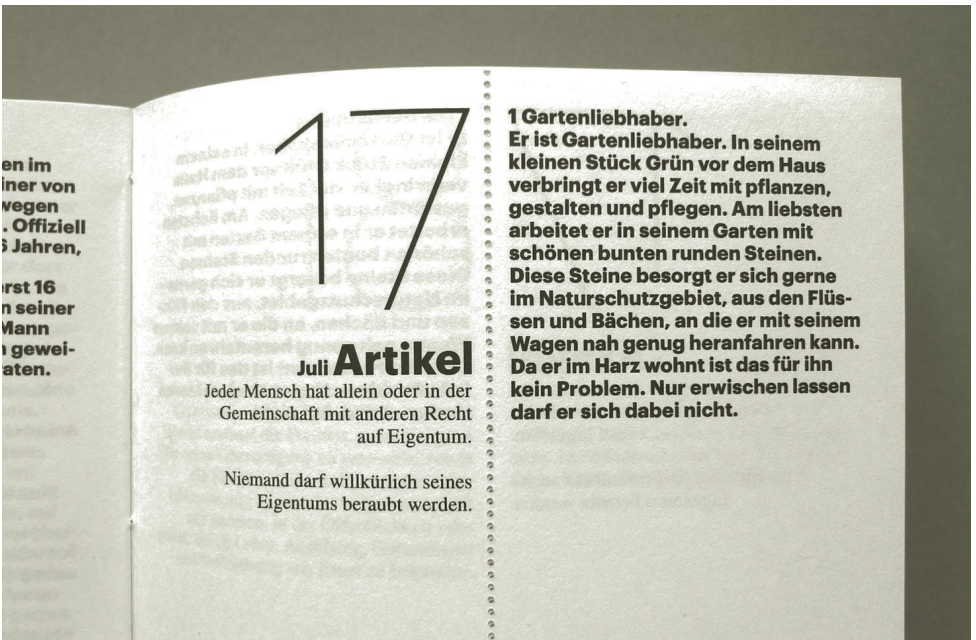 en im
iner von
wegen
. Offiziell
6 Jahren,
erst 16
n seiner
Mann
n gewei-
raten.
17
Juli Artikel
Jeder Mensch hat allein oder in der
Gemeinschaft mit anderen Recht
auf Eigentum.
Niemand darf willkürlich seines
Eigentums beraubt werden.
1 Gartenliebhaber.
Er ist Gartenliebhaber. In seinem
kleinen Stück Grün vor dem Haus
verbringt er viel Zeit mit pflanzen,
gestalten und pflegen. Am liebsten
arbeitet er in seinem Garten mit
schönen bunten runden Steinen.
Diese Steine besorgt er sich gerne
im Naturschutzgebiet, aus den Flüs-
sen und Bächen, an die er mit seinem
Wagen nah genug heranfahren kann.
Da er im Harz wohnt ist das für ihn
kein Problem. Nur erwischen lassen
darf er sich dabei nicht.